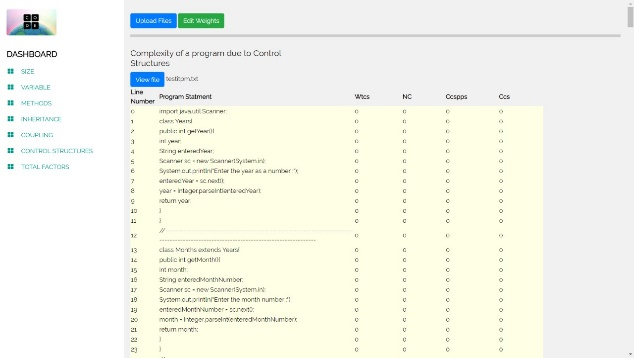 CO
DE
Upload Files Edit Weights
DASHBOARD
SIZE
VARIABLE
METHODS
INHERITANCE
COUPLING
CONTROL STRUCTURES
TOTAL FACTORS
Complexity of a program due to Control
Structures
View file testitom.txt
Line Number Program Statment Wtcs NC Ccspps Ccs
0 import java.util.Scanner; 0 0 0 0
1 class Years{ 0 0 0 0
2 public int getYear(){ 0 0 0 0
3 int year; 0 0 0 0
4 String enteredYear; 0 0 0 0
5 Scanner sc = new Scanner(System.in); 0 0 0 0
6 System.out.println("Enter the year as a number :"); 0 0 0 0
7 enteredYear = sc.next(); 0 0 0 0
8 year = Integer.parseInt(enteredYear); 0 0 0 0
9 return year; 0 0 0 0
10 } 0 0 0 0
11 } 0 0 0 0
12 // 0 0 0 0
13 class Months extends Years{ 0 0 0 0
14 public int getMonth(){ 0 0 0 0
15 int month; 0 0 0 0
16 String enteredMonthNumber; 0 0 0 0
17 Scanner sc = new Scanner(System.in); 0 0 0 0
18 System.out.println("Enter the month number :") 0 0 0 0
19 enteredMonthNumber = sc.next(); 0 0 0 0
20 month = Integer.parseInt(enteredMonthNumber); 0 0 0 0
21 return month; 0 0 0 0
22 } 0 0 0 0
23 } 0 0 0 0